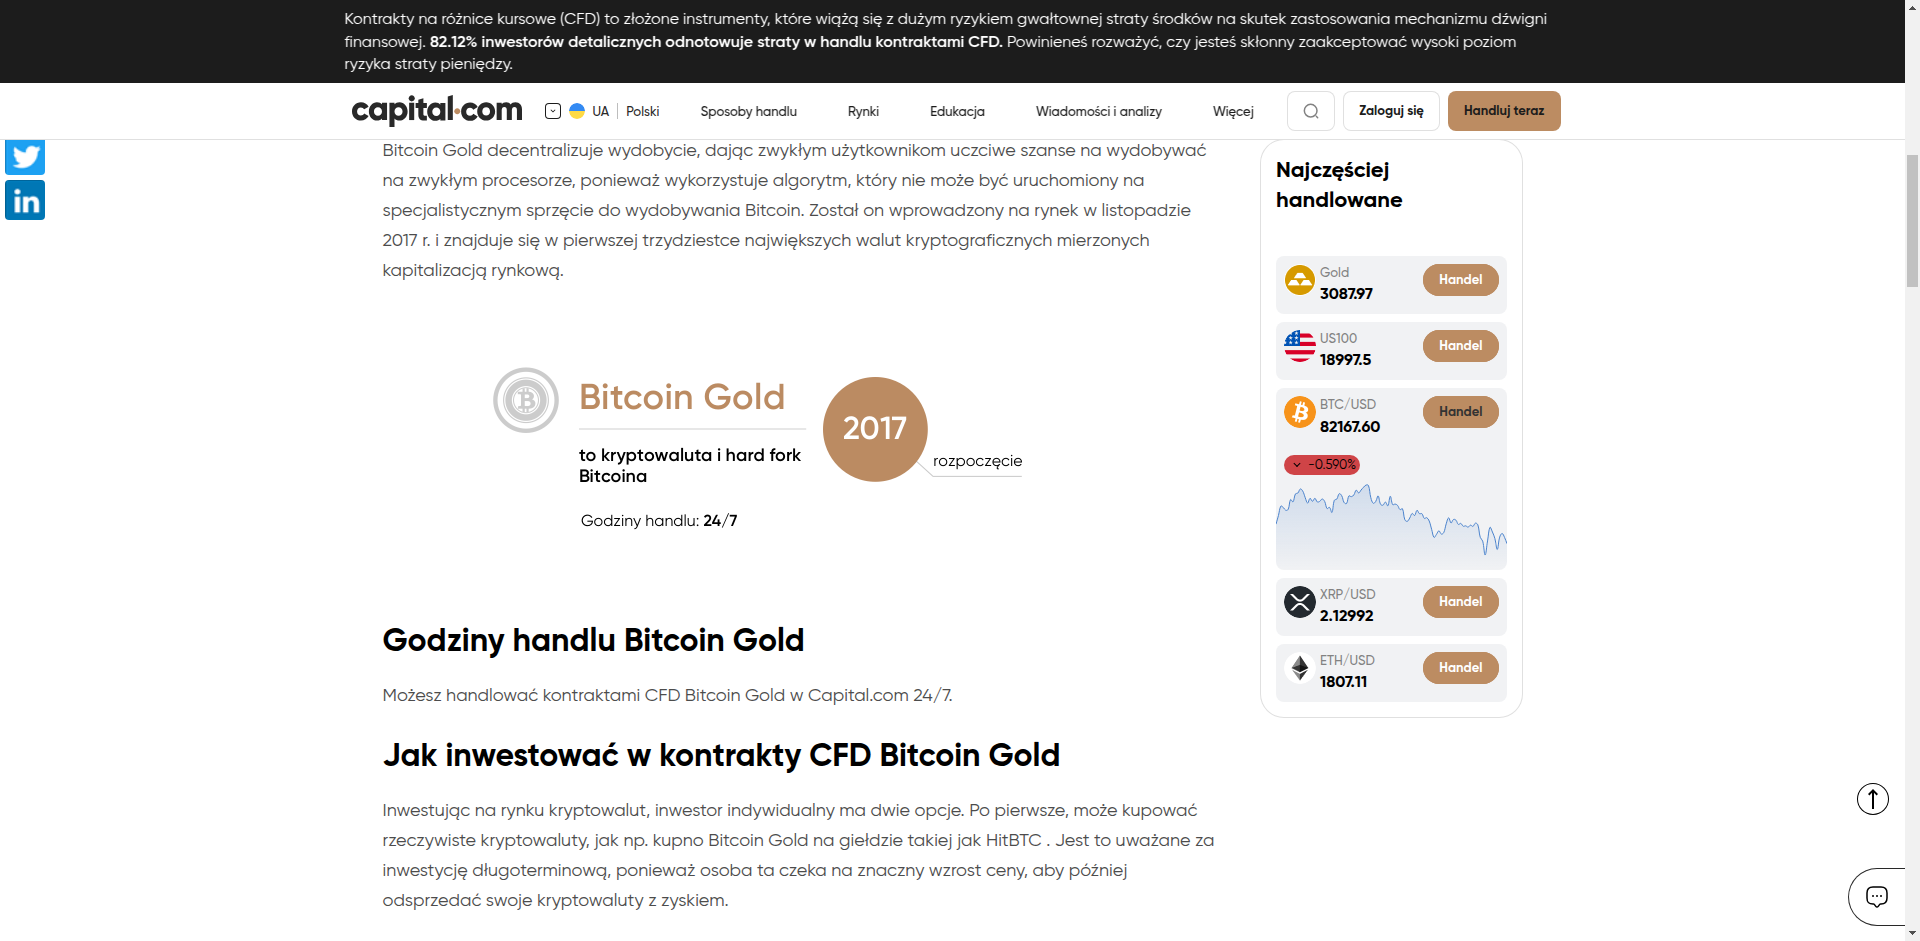 Kontrakty na różnice kursowe (CFD) to złożone instrumenty, które wiążą się z dużym ryzykiem gwałtownej straty środków na skutek zastosowania mechanizmu dźwigni
finansowej. 82.12% inwestorów detalicznych odnotowuje straty w handlu kontraktami CFD. Powinieneś rozważyć, czy jesteś skłonny zaakceptować wysoki poziom
ryzyka straty pieniędzy.
capital.com UA Polski Sposoby handlu Rynki Edukacja Wiadomości i analizy Więcej Zaloguj się Handluj teraz
Bitcoin Gold decentralizuje wydobycie, dając zwykłym użytkownikom uczciwe szanse na wydobywać
na zwykłym procesorze, ponieważ wykorzystuje algorytm, który nie może być uruchomiony na
specjalistycznym sprzęcie do wydobywania Bitcoin. Został on wprowadzony na rynek w listopadzie
2017 r. i znajduje się w pierwszej trzydziestce największych walut kryptograficznych mierzonych
kapitalizacją rynkową.
Bitcoin Gold
to kryptowaluta i hard fork
Bitcoina
Godziny handlu: 24/7
2017
rozpoczęcie
Godziny handlu Bitcoin Gold
Możesz handlować kontraktami CFD Bitcoin Gold w Capital.com 24/7.
Jak inwestować w kontrakty CFD Bitcoin Gold
Inwestując na rynku kryptowalut, inwestor indywidualny ma dwie opcje. Po pierwsze, może kupować
rzeczywiste kryptowaluty, jak np. kupno Bitcoin Gold na giełdzie takiej jak HitBTC . Jest to uważane za
inwestycję długoterminową, ponieważ osoba ta czeka na znaczny wzrost ceny, aby później
odsprzedać swoje kryptowaluty z zyskiem.
Najczęściej
handlowane
Gold
3087.97
Handel
US100
18997.5
Handel
BTC/USD
82167.60
Handel
-0.590%
XRP/USD
2.12992
Handel
ETH/USD
1807.11
Handel
in